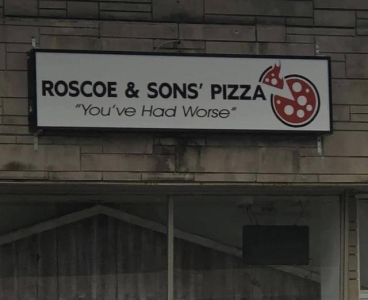 ROSCOE & SONS' PIZZA
"You've Had Worse"